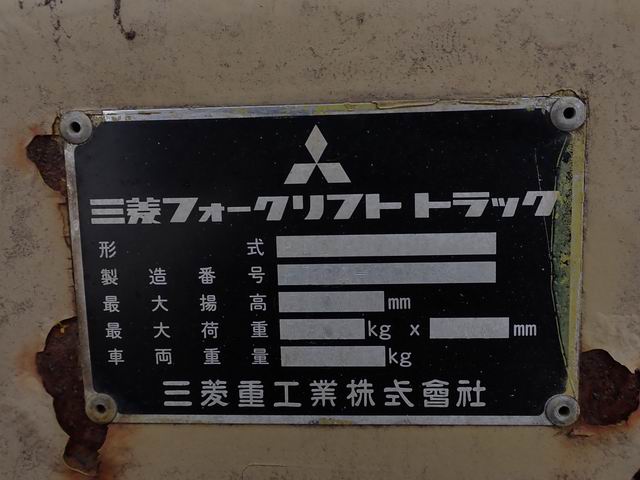 三菱フォークリフト トラック
形式
製造番号
最大揚高 mm
最大荷重 kg x mm
車両重量 kg
三菱重工業株式會社